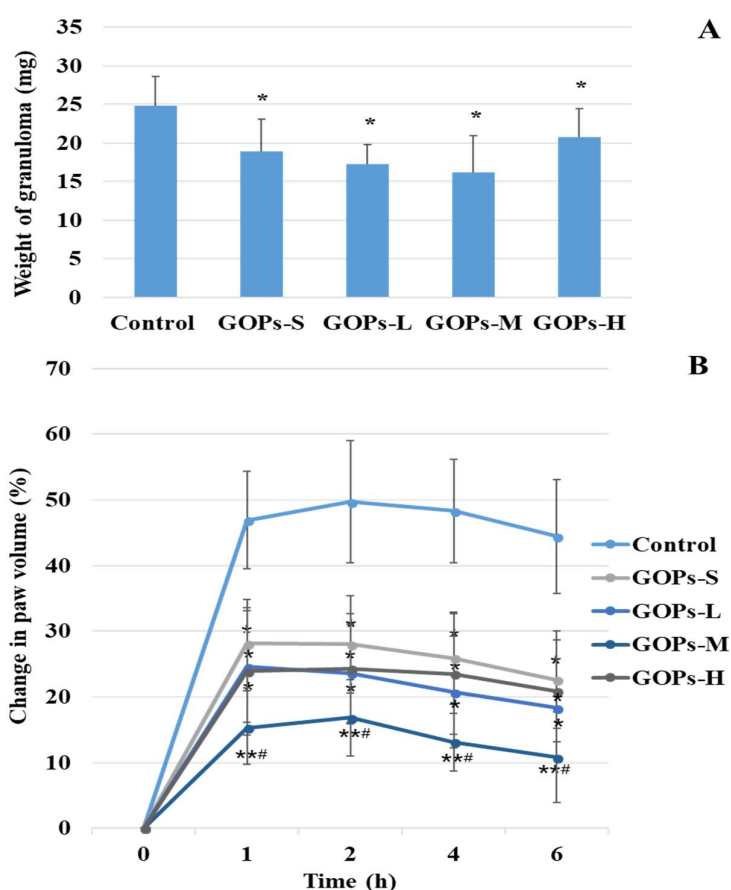 A
Weight of granuloma (mg)
35
30
25
20
15
10
5
0
* * * *
Control GOPs-S GOPs-L GOPs-M GOPs-H
B
Change in paw volume (%)
70
60
50
40
30
20
10
0
* * * *
* * * *
* * * *
**# **# **# **#
0 1 2 4 6
Time (h)
Control
GOPs-S
GOPs-L
GOPs-M
GOPs-H